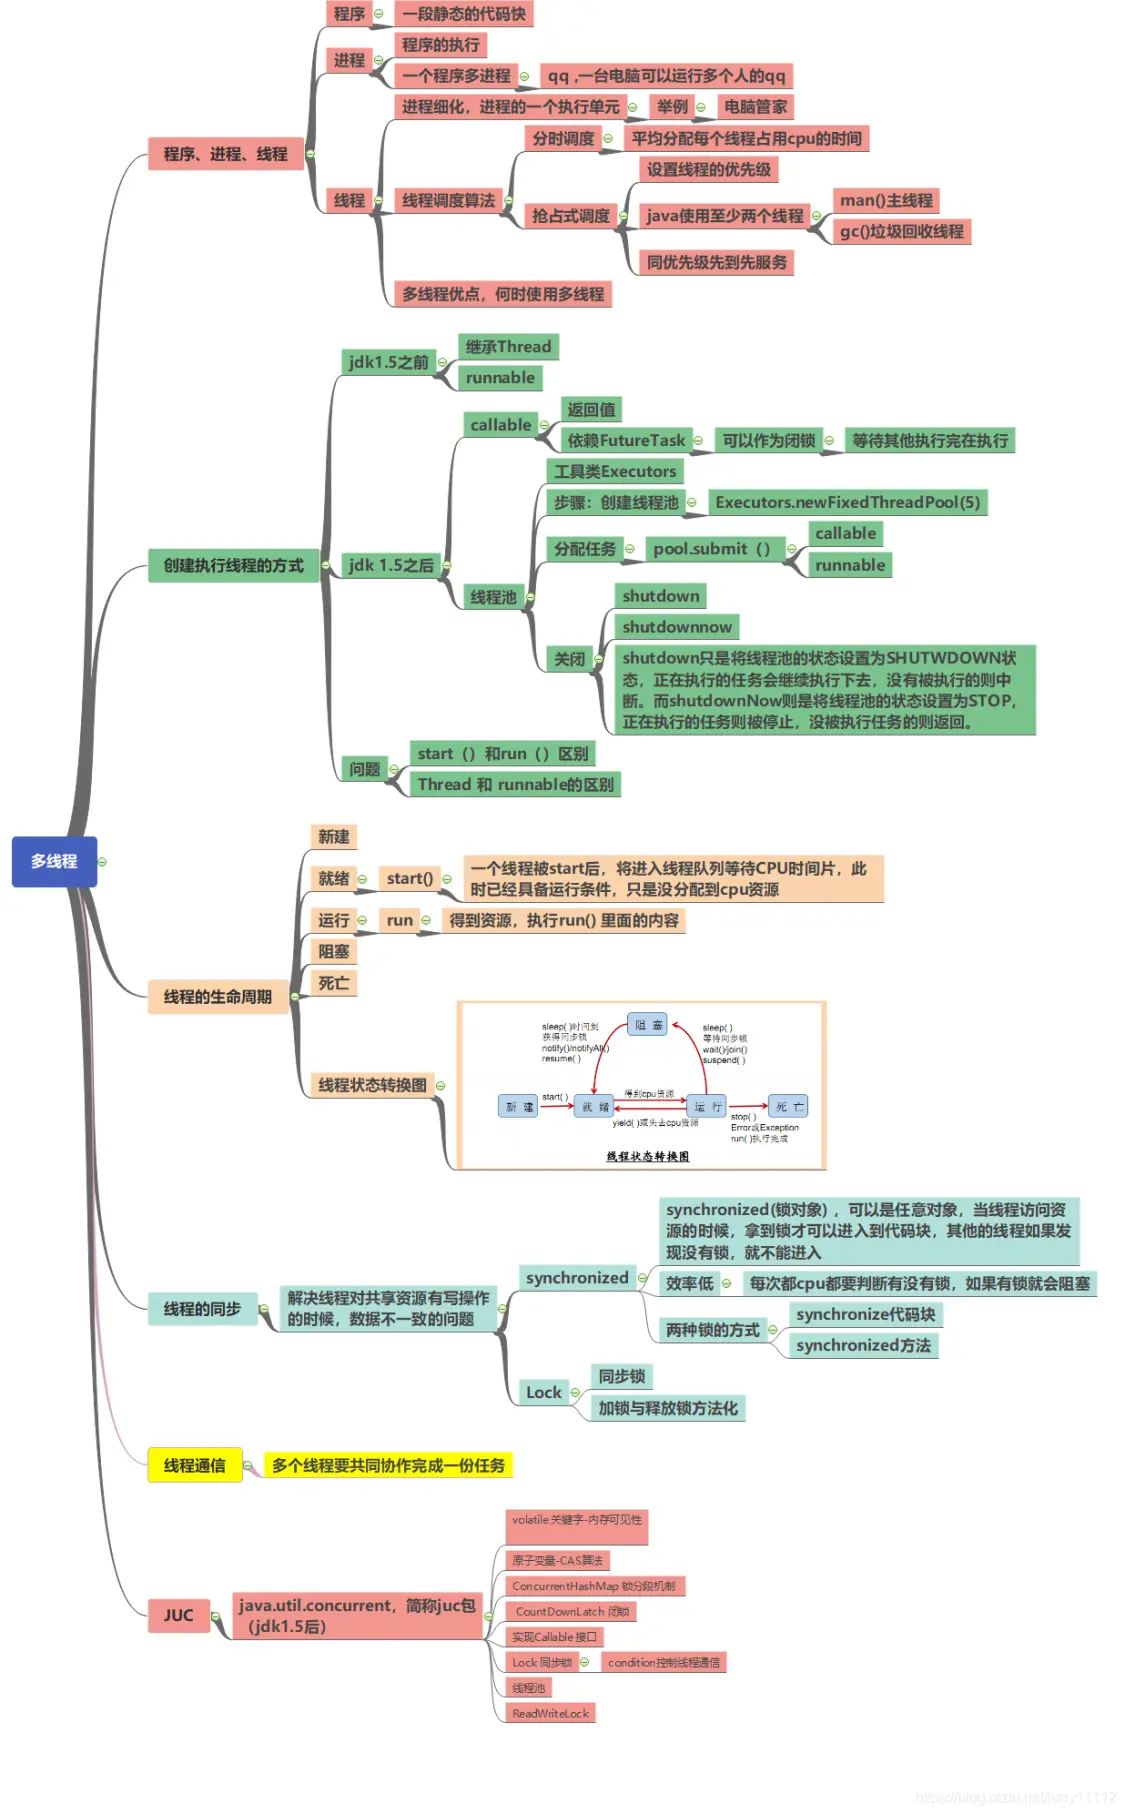 程序
一段静态的代码快
进程
程序的执行
一个程序多进程
qq ,一台电脑可以运行多个人的qq
程序、进程、线程
线程
进程细化，进程的一个执行单元
举例
电脑管家
线程调度算法
分时调度
平均分配每个线程占用cpu的时间
抢占式调度
设置线程的优先级
java使用至少两个线程
man()主线程
gc()垃圾回收线程
同优先级先到先服务
多线程优点，何时使用多线程
创建执行线程的方式
jdk1.5之前
继承Thread
runnable
jdk 1.5之后
callable
返回值
依赖FutureTask
可以作为闭锁
等待其他执行完在执行
线程池
工具类Executors
步骤：创建线程池
Executors.newFixedThreadPool(5)
分配任务
pool.submit（）
callable
runnable
关闭
shutdown
shutdownnow
shutdown只是将线程池的状态设置为SHUTWDOWN状
态，正在执行的任务会继续执行下去，没有被执行的则中
断。而shutdownNow则是将线程池的状态设置为STOP，
正在执行的任务则被停止，没被执行任务的则返回。
问题
start（）和run（）区别
Thread 和 runnable的区别
多线程
线程的生命周期
新建
就绪
start()
一个线程被start后，将进入线程队列等待CPU时间片，此
时已经具备运行条件，只是没分配到cpu资源
运行
run
得到资源，执行run() 里面的内容
阻塞
死亡
线程状态转换图
sleep( )时间到
获得同步锁
notify()/notifyAll()
resume( )
阻 塞
sleep( )
等待同步锁
wait()/join()
suspend( )
新 建
start( )
就 绪
得到cpu资源
yield( )或失去cpu资源
运 行
stop( )
Error或Exception
run( )执行完成
死 亡
线程状态转换图
线程的同步
解决线程对共享资源有写操作
的时候，数据不一致的问题
synchronized
synchronized(锁对象) ，可以是任意对象，当线程访问资
源的时候，拿到锁才可以进入到代码块，其他的线程如果发
现没有锁，就不能进入
效率低
每次都cpu都要判断有没有锁，如果有锁就会阻塞
两种锁的方式
synchronize代码块
synchronized方法
Lock
同步锁
加锁与释放锁方法化
线程通信
多个线程要共同协作完成一份任务
JUC
java.util.concurrent，简称juc包
（jdk1.5后）
volatile 关键字-内存可见性
原子变量-CAS算法
ConcurrentHashMap 锁分段机制
CountDownLatch 闭锁
实现Callable 接口
Lock 同步锁
condition控制线程通信
线程池
ReadWriteLock
https://blog.csdn.net/jerry11112